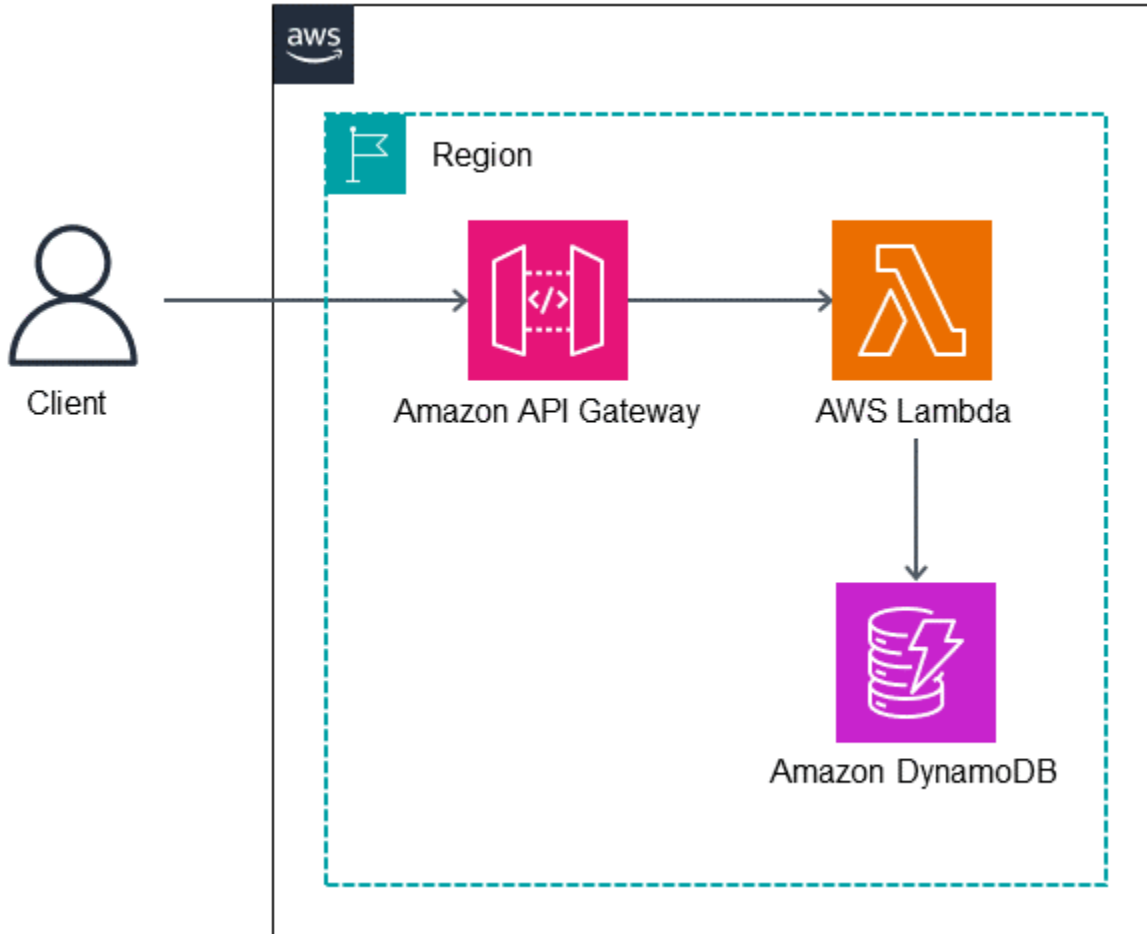 aws
Region
</>
Client
Amazon API Gateway
AWS Lambda
Amazon DynamoDB